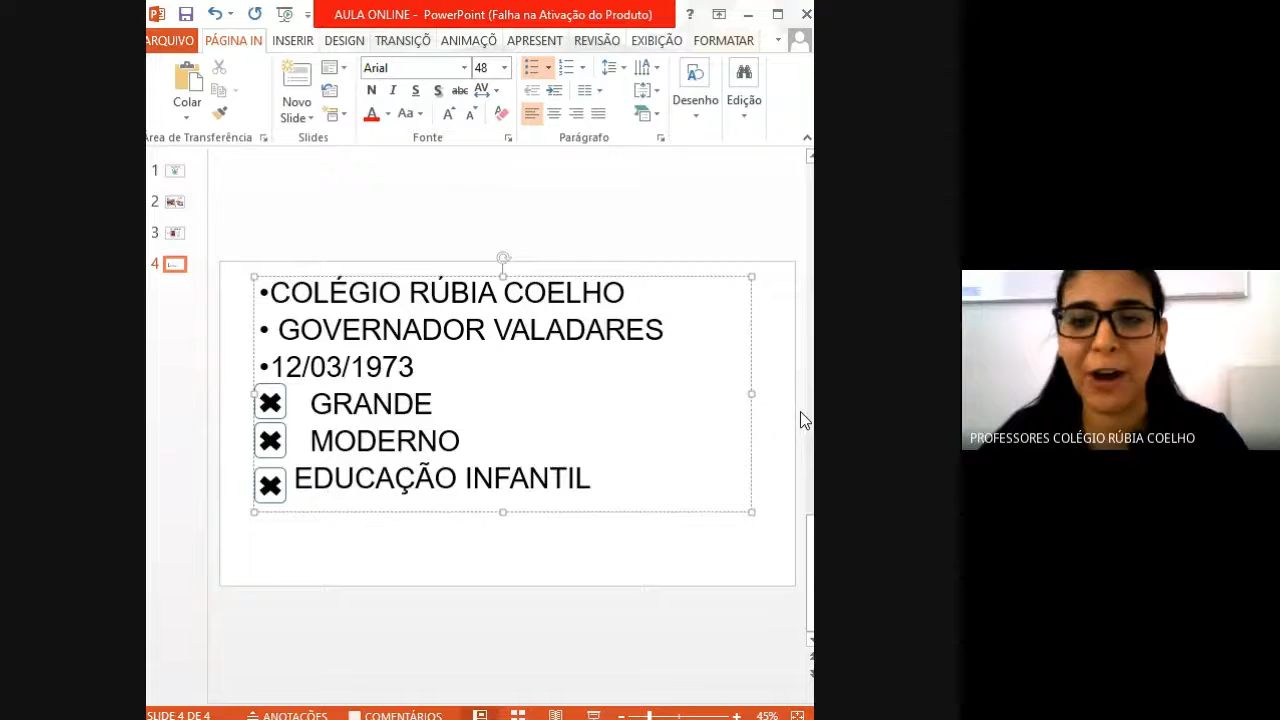 AULA ONLINE - PowerPoint (Falha na Ativação do Produto)
ARQUIVO PÁGINA IN INSERIR DESIGN TRANSIÇÕ ANIMAÇÕ APRESENT REVISÃO EXIBIÇÃO FORMATAR
Arial 48
Colar Novo Slide Desenho Edição
N I S S abc AV
A Aa A A
Área de Transferência Slides Fonte Parágrafo
1
2
3
4
•COLÉGIO RÚBIA COELHO
• GOVERNADOR VALADARES
•12/03/1973
✖ GRANDE
✖ MODERNO
✖ EDUCAÇÃO INFANTIL
PROFESSORES COLÉGIO RÚBIA COELHO
SLIDE 4 DE 4 ANOTAÇÕES COMENTÁRIOS 45%